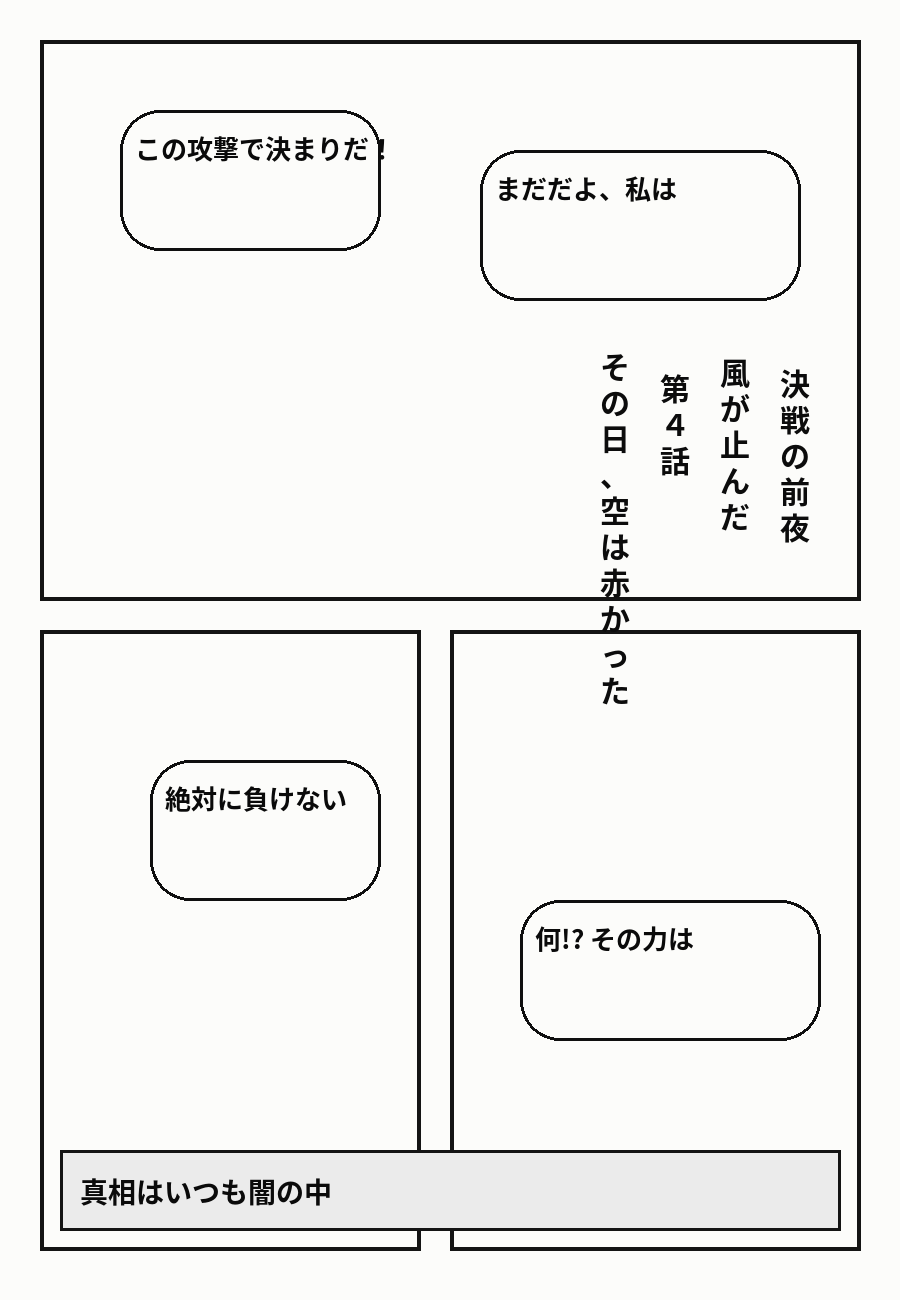 まだだよ、私は
この攻撃で決まりだ！
決戦の前夜
風が止んだ
第４話
その日、空は赤かった
何!? その力は
絶対に負けない
真相はいつも闇の中